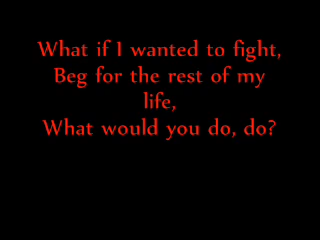 What if I wanted to fight,
Beg for the rest of my
life,
What would you do, do?